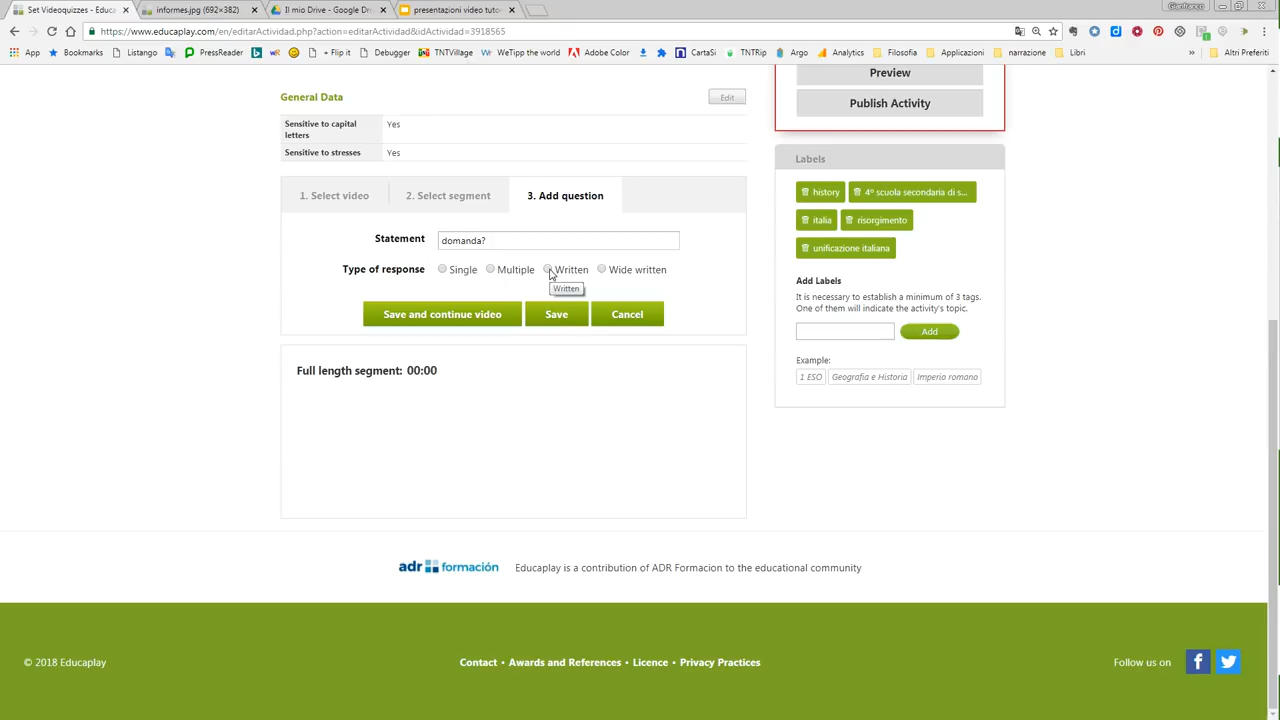 Set Videoquizzes - Educa
informes.jpg (692×382)
Il mio Drive - Google Dri
presentazioni video tuto
Gianfranco
https://www.educaplay.com/en/editarActividad.php?action=editarActividad&idActividad=3918565
App
Bookmarks
Listango
PressReader
+ Flip it
Debugger
TNTVillage
WeTipp the world
Adobe Color
CartaSi
TNTRip
Argo
Analytics
Filosofia
Applicazioni
narrazione
Libri
»
Altri Preferiti
Preview
Publish Activity
General Data
Edit
Sensitive to capital letters
Yes
Sensitive to stresses
Yes
1. Select video
2. Select segment
3. Add question
Statement
domanda?
Type of response
Single
Multiple
Written
Wide written
Written
Save and continue video
Save
Cancel
Full length segment: 00:00
Labels
history
4º scuola secondaria di s...
italia
risorgimento
unificazione italiana
Add Labels
It is necessary to establish a minimum of 3 tags.
One of them will indicate the activity's topic.
Add
Example:
1 ESO
Geografia e Historia
Imperio romano
adr formación
Educaplay is a contribution of ADR Formacion to the educational community
© 2018 Educaplay
Contact • Awards and References • Licence • Privacy Practices
Follow us on